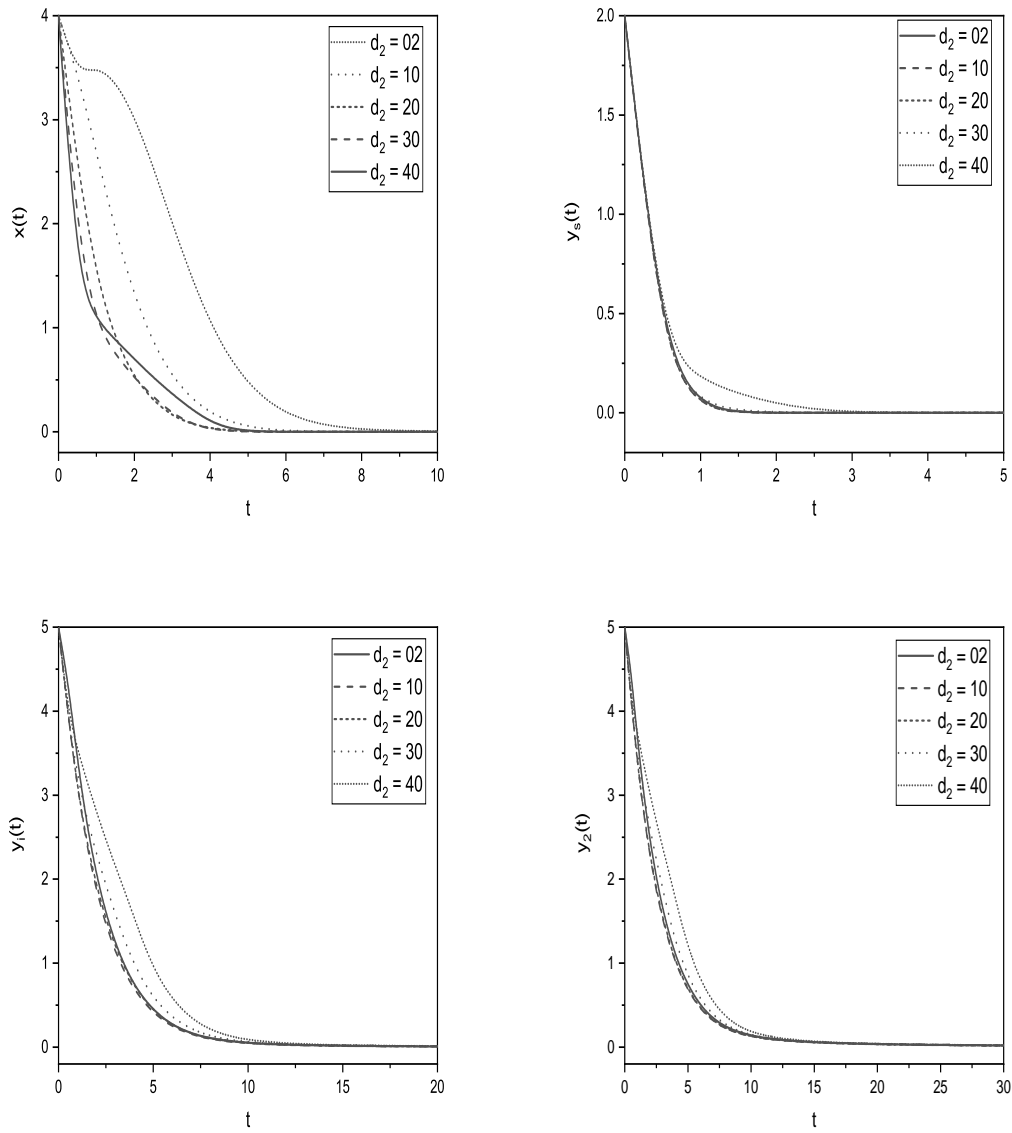 4
3
2
1
0
x(t)
0
2
4
6
8
10
t
d₂ = 02
d₂ = 10
d₂ = 20
d₂ = 30
d₂ = 40
2.0
1.5
1.0
0.5
0.0
yₛ(t)
0
1
2
3
4
5
t
d₂ = 02
d₂ = 10
d₂ = 20
d₂ = 30
d₂ = 40
5
4
3
2
1
0
yᵢ(t)
0
5
10
15
20
t
d₂ = 02
d₂ = 10
d₂ = 20
d₂ = 30
d₂ = 40
5
4
3
2
1
0
y₂(t)
0
5
10
15
20
25
30
t
d₂ = 02
d₂ = 10
d₂ = 20
d₂ = 30
d₂ = 40